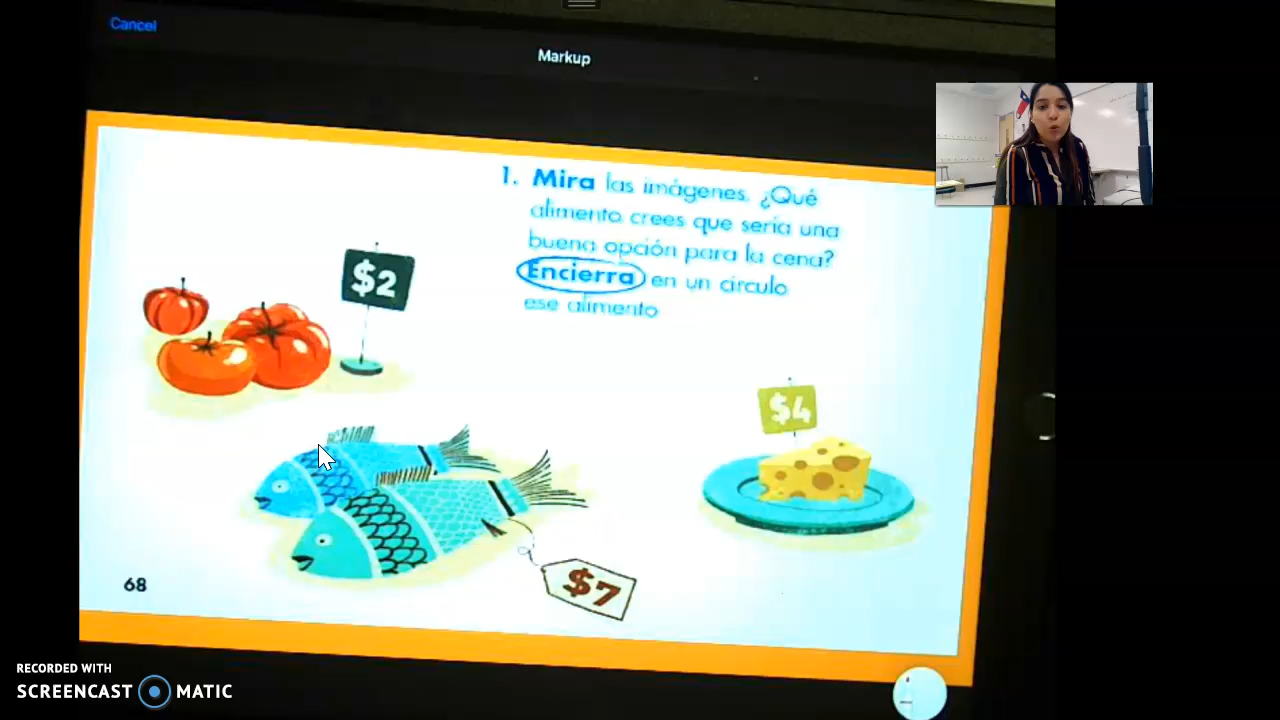 Cancel
Markup
1. Mira las imágenes. ¿Qué
alimento crees que sería una
buena opción para la cena?
Encierra en un círculo
ese alimento
$2
$4
$7
68
RECORDED WITH
SCREENCAST MATIC